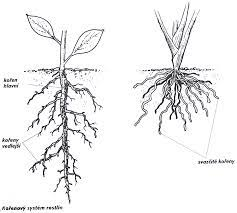 kořen
hlavní
kořeny
vedlejší
svazčité kořeny
Kořenový systém rostlin